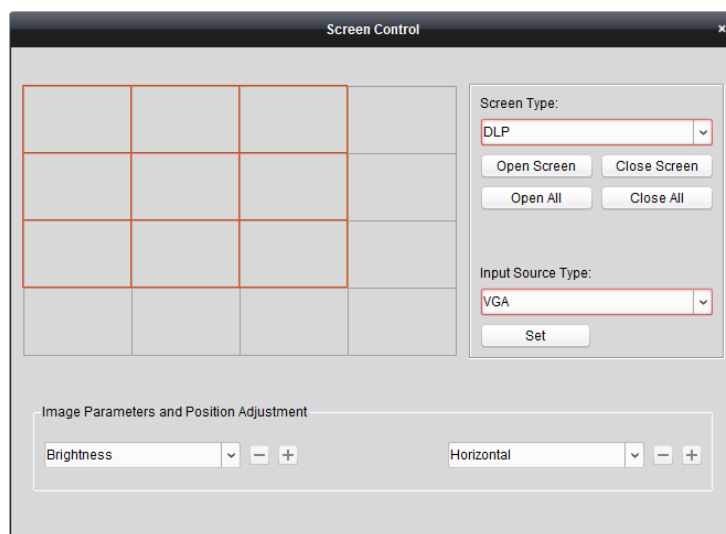 Screen Control
Screen Type:
DLP
Open Screen Close Screen
Open All Close All
Input Source Type:
VGA
Set
Image Parameters and Position Adjustment
Brightness Horizontal